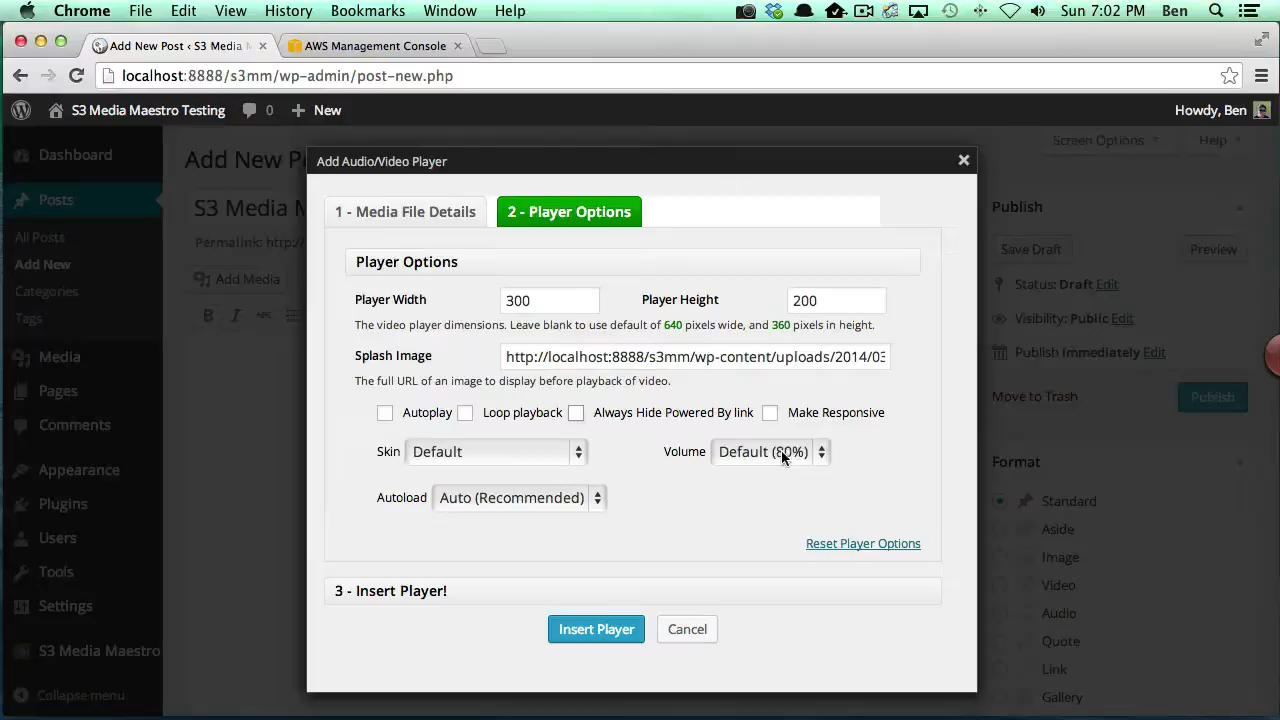 Chrome File Edit View History Bookmarks Window Help Sun 7:02 PM Ben
Add New Post ‹ S3 Media M
AWS Management Console
localhost:8888/s3mm/wp-admin/post-new.php
S3 Media Maestro Testing 0 New Howdy, Ben
Dashboard
Posts
All Posts
Add New
Categories
Tags
Media
Pages
Comments
Appearance
Plugins
Users
Tools
Settings
S3 Media Maestro
Collapse menu
Add New Po
Screen Options Help
S3 Media M
Permalink: http:/
Add Media
B I ABC
Add Audio/Video Player
1 - Media File Details 2 - Player Options
Player Options
Player Width 300 Player Height 200
The video player dimensions. Leave blank to use default of 640 pixels wide, and 360 pixels in height.
Splash Image http://localhost:8888/s3mm/wp-content/uploads/2014/03
The full URL of an image to display before playback of video.
Autoplay Loop playback Always Hide Powered By link Make Responsive
Skin Default Volume Default (80%)
Autoload Auto (Recommended)
Reset Player Options
3 - Insert Player!
Insert Player Cancel
Publish
Save Draft Preview
Status: Draft Edit
Visibility: Public Edit
Publish immediately Edit
Move to Trash Publish
Format
Standard
Aside
Image
Video
Audio
Quote
Link
Gallery